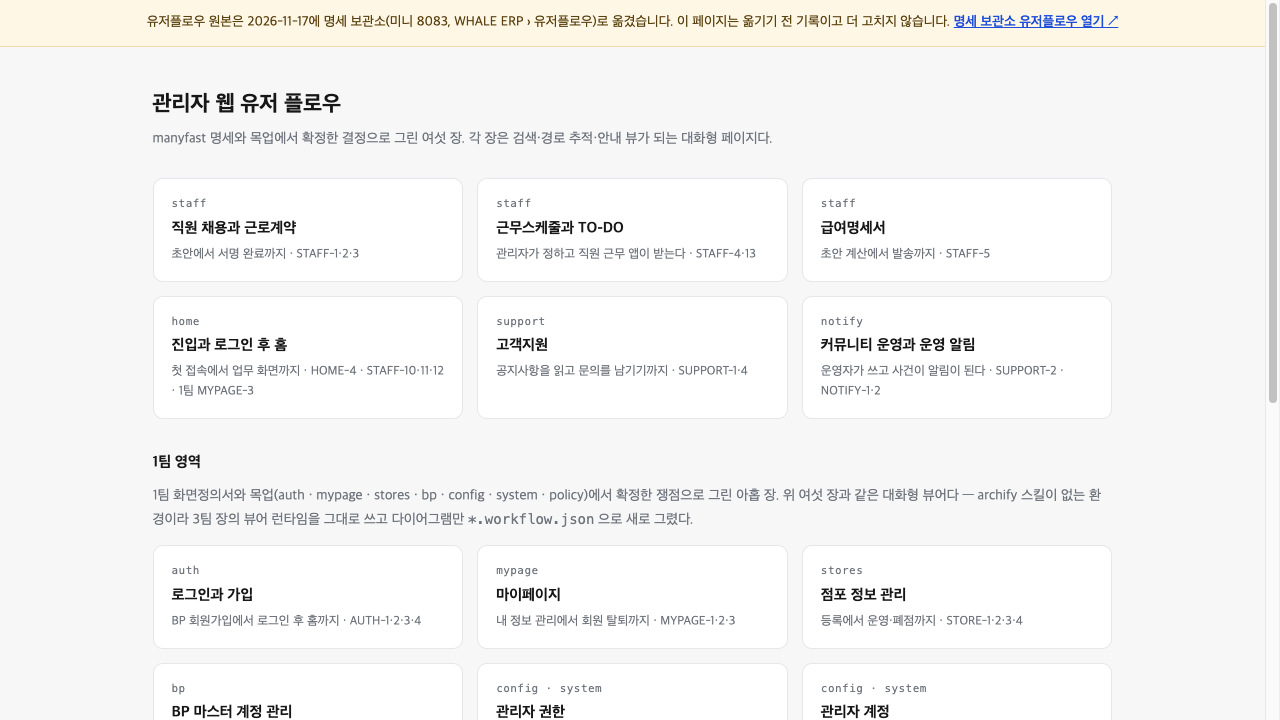 유저플로우 원본은 2026-11-17에 명세 보관소(미니 8083, WHALE ERP › 유저플로우)로 옮겼습니다. 이 페이지는 옮기기 전 기록이고 더 고치지 않습니다. 명세 보관소 유저플로우 열기 ↗
관리자 웹 유저 플로우
manyfast 명세와 목업에서 확정한 결정으로 그린 여섯 장. 각 장은 검색·경로 추적·안내 뷰가 되는 대화형 페이지다.
staff
직원 채용과 근로계약
초안에서 서명 완료까지 · STAFF-1·2·3
staff
근무스케줄과 TO-DO
관리자가 정하고 직원 근무 앱이 받는다 · STAFF-4·13
staff
급여명세서
초안 계산에서 발송까지 · STAFF-5
home
진입과 로그인 후 홈
첫 접속에서 업무 화면까지 · HOME-4 · STAFF-10·11·12
· 1팀 MYPAGE-3
support
고객지원
공지사항을 읽고 문의를 남기기까지 · SUPPORT-1·4
notify
커뮤니티 운영과 운영 알림
운영자가 쓰고 사건이 알림이 된다 · SUPPORT-2 ·
NOTIFY-1·2
1팀 영역
1팀 화면정의서와 목업(auth · mypage · stores · bp · config · system · policy)에서 확정한 쟁점으로 그린 아홉 장. 위 여섯 장과 같은 대화형 뷰어다 — archify 스킬이 없는 환
경이라 3팀 장의 뷰어 런타임을 그대로 쓰고 다이어그램만 *.workflow.json 으로 새로 그렸다.
auth
로그인과 가입
BP 회원가입에서 로그인 후 홈까지 · AUTH-1·2·3·4
mypage
마이페이지
내 정보 관리에서 회원 탈퇴까지 · MYPAGE-1·2·3
stores
점포 정보 관리
등록에서 운영·폐점까지 · STORE-1·2·3·4
bp
BP 마스터 계정 관리
config · system
관리자 권한
config · system
관리자 계정